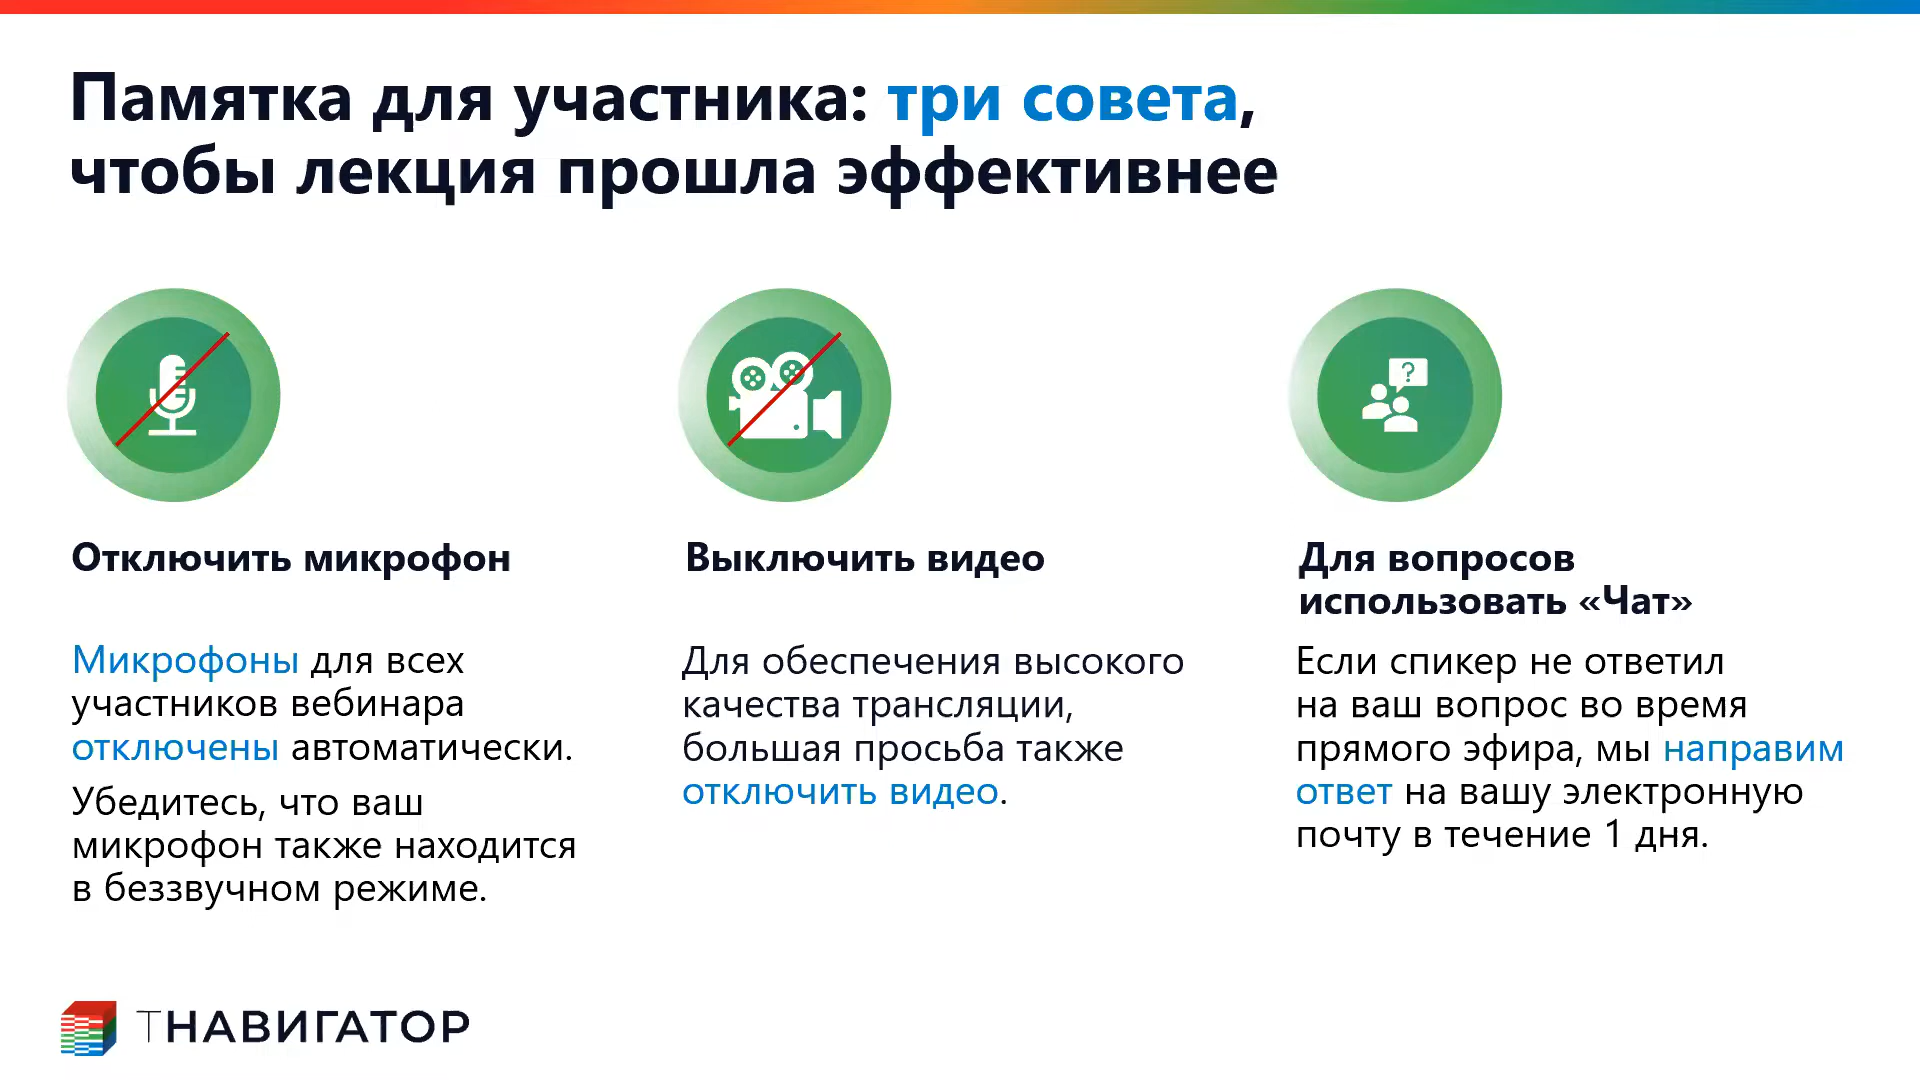 Памятка для участника: три совета,
чтобы лекция прошла эффективнее
Отключить микрофон
Микрофоны для всех
участников вебинара
отключены автоматически.
Убедитесь, что ваш
микрофон также находится
в беззвучном режиме.
Выключить видео
Для обеспечения высокого
качества трансляции,
большая просьба также
отключить видео.
?
Для вопросов
использовать «Чат»
Если спикер не ответил
на ваш вопрос во время
прямого эфира, мы направим
ответ на вашу электронную
почту в течение 1 дня.
ТНАВИГАТОР